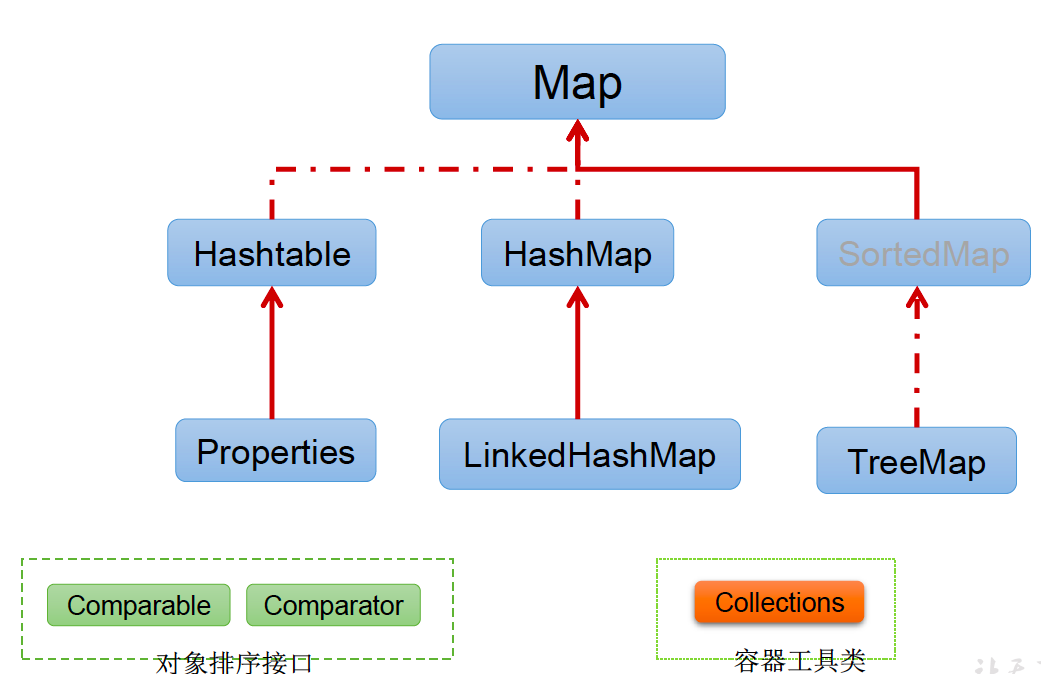 Map
Hashtable
HashMap
SortedMap
Properties
LinkedHashMap
TreeMap
Comparable
Comparator
Collections
对象排序接口
容器工具类